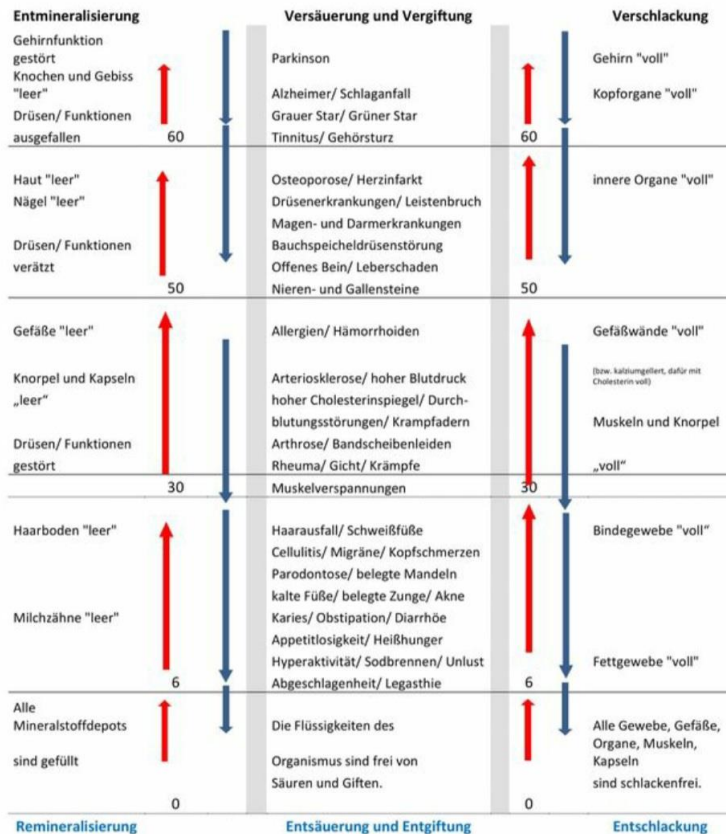 Entmineralisierung
Versäuerung und Vergiftung
Verschlackung
Gehirnfunktion
gestört
Knochen und Gebiss
"leer"
Drüsen/ Funktionen
ausgefallen
60
Parkinson
Alzheimer/ Schlaganfall
Grauer Star/ Grüner Star
Tinnitus/ Gehörsturz
60
Gehirn "voll"
Kopforgane "voll"
Haut "leer"
Nägel "leer"
Drüsen/ Funktionen
verätzt
50
Osteoporose/ Herzinfarkt
Drüsenerkrankungen/ Leistenbruch
Magen- und Darmerkrankungen
Bauchspeicheldrüsenstörung
Offenes Bein/ Leberschaden
Nieren- und Gallensteine
50
innere Organe "voll"
Gefäße "leer"
Knorpel und Kapseln
„leer"
Drüsen/ Funktionen
gestört
30
Allergien/ Hämorrhoiden
Arteriosklerose/ hoher Blutdruck
hoher Cholesterinspiegel/ Durch-
blutungsstörungen/ Krampfadern
Arthrose/ Bandscheibenleiden
Rheuma/ Gicht/ Krämpfe
Muskelverspannungen
30
Gefäßwände "voll"
(bzw. kalziumgeliert, dafür mit
Cholesterin voll)
Muskeln und Knorpel
„voll"
Haarboden "leer"
Milchzähne "leer"
6
Haarausfall/ Schweißfüße
Cellulitis/ Migräne/ Kopfschmerzen
Parodontose/ belegte Mandeln
kalte Füße/ belegte Zunge/ Akne
Karies/ Obstipation/ Diarrhöe
Appetitlosigkeit/ Heißhunger
Hyperaktivität/ Sodbrennen/ Unlust
Abgeschlagenheit/ Legasthie
6
Bindegewebe "voll"
Fettgewebe "voll"
Alle
Mineralstoffdepots
sind gefüllt
0
Die Flüssigkeiten des
Organismus sind frei von
Säuren und Giften.
0
Alle Gewebe, Gefäße,
Organe, Muskeln,
Kapseln
sind schlackenfrei.
Remineralisierung
Entsäuerung und Entgiftung
Entschlackung